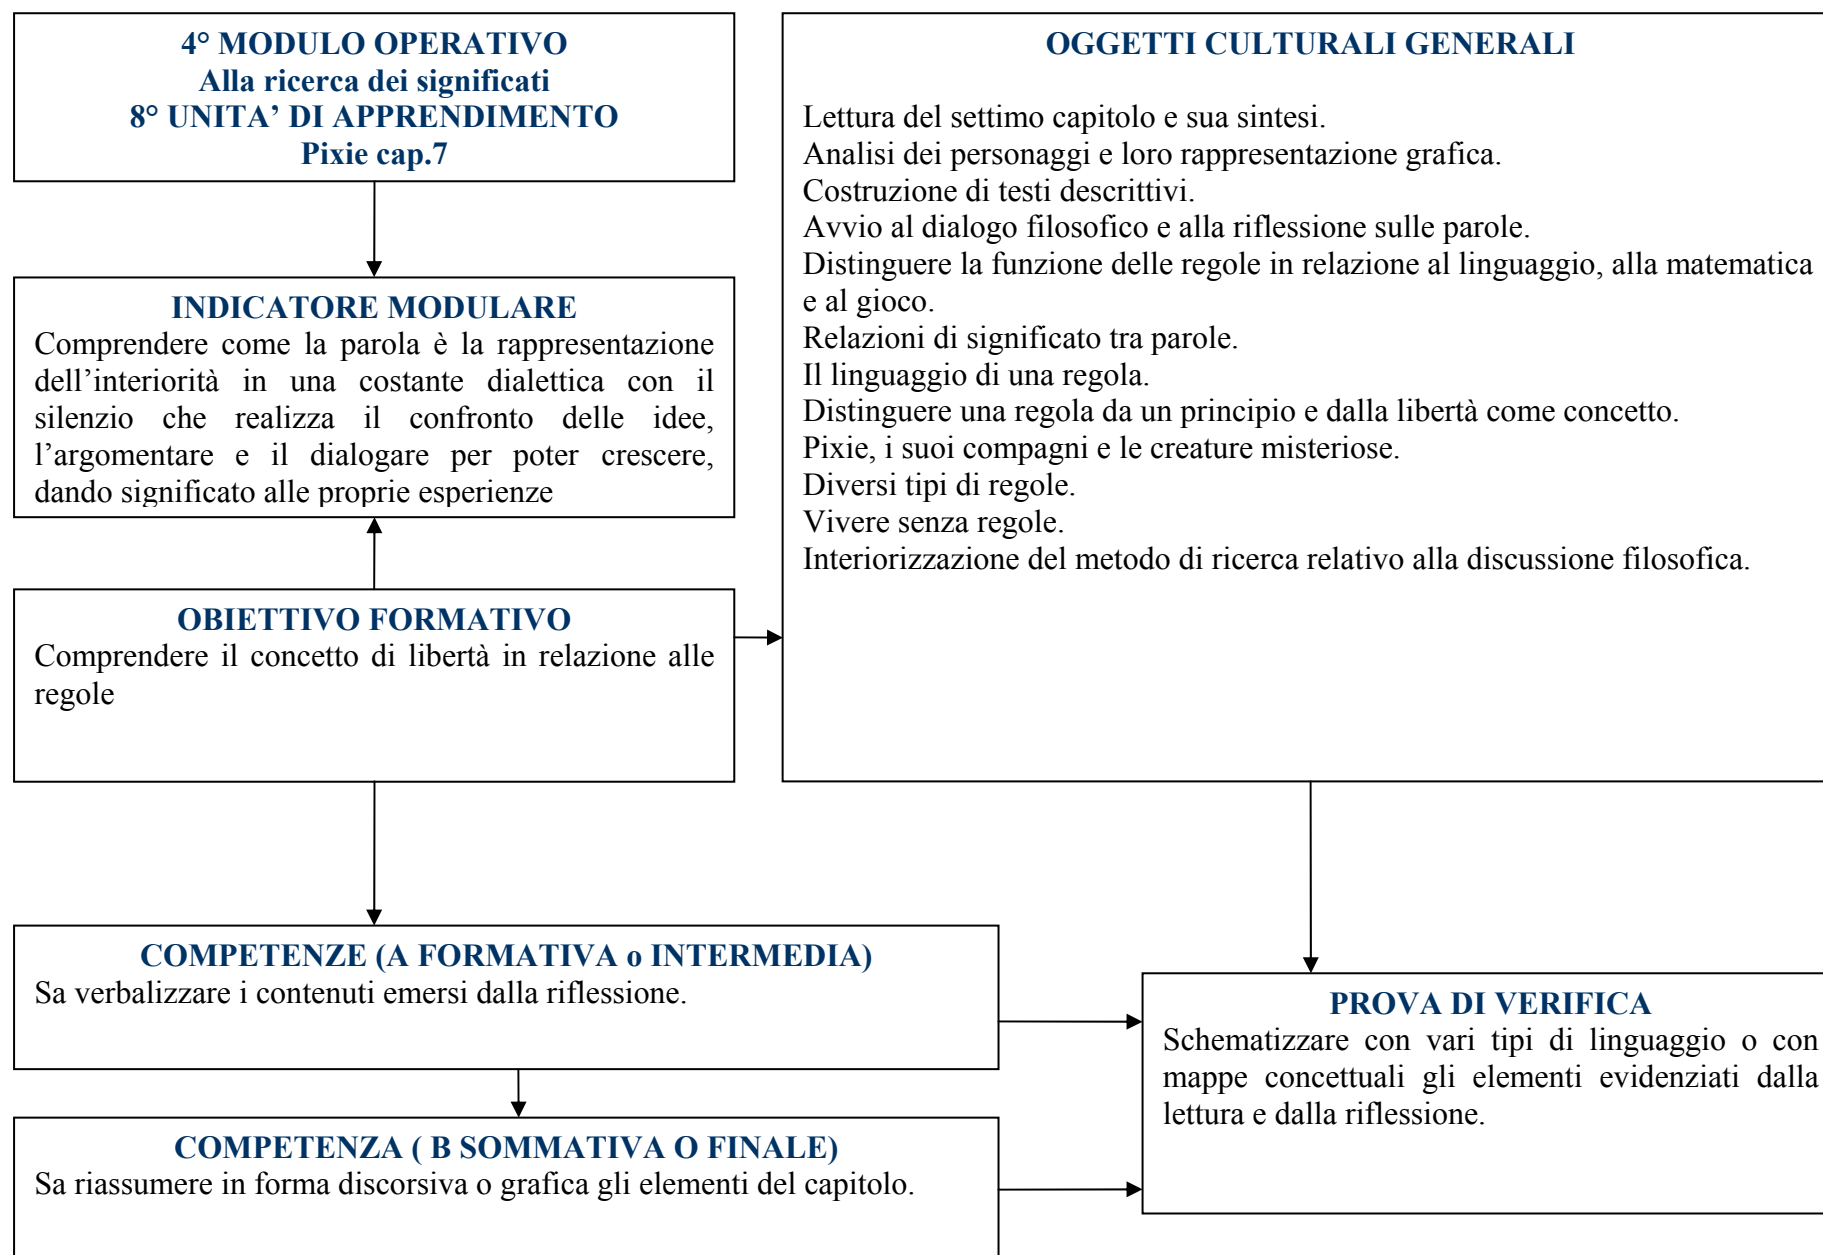 4° MODULO OPERATIVO
Alla ricerca dei significati
8° UNITA’ DI APPRENDIMENTO
Pixie cap.7
INDICATORE MODULARE
Comprendere come la parola è la rappresentazione
dell’interiorità in una costante dialettica con il
silenzio che realizza il confronto delle idee,
l’argomentare e il dialogare per poter crescere,
dando significato alle proprie esperienze
OBIETTIVO FORMATIVO
Comprendere il concetto di libertà in relazione alle
regole
OGGETTI CULTURALI GENERALI
Lettura del settimo capitolo e sua sintesi.
Analisi dei personaggi e loro rappresentazione grafica.
Costruzione di testi descrittivi.
Avvio al dialogo filosofico e alla riflessione sulle parole.
Distinguere la funzione delle regole in relazione al linguaggio, alla matematica
e al gioco.
Relazioni di significato tra parole.
Il linguaggio di una regola.
Distinguere una regola da un principio e dalla libertà come concetto.
Pixie, i suoi compagni e le creature misteriose.
Diversi tipi di regole.
Vivere senza regole.
Interiorizzazione del metodo di ricerca relativo alla discussione filosofica.
COMPETENZE (A FORMATIVA o INTERMEDIA)
Sa verbalizzare i contenuti emersi dalla riflessione.
COMPETENZA ( B SOMMATIVA O FINALE)
Sa riassumere in forma discorsiva o grafica gli elementi del capitolo.
PROVA DI VERIFICA
Schematizzare con vari tipi di linguaggio o con
mappe concettuali gli elementi evidenziati dalla
lettura e dalla riflessione.